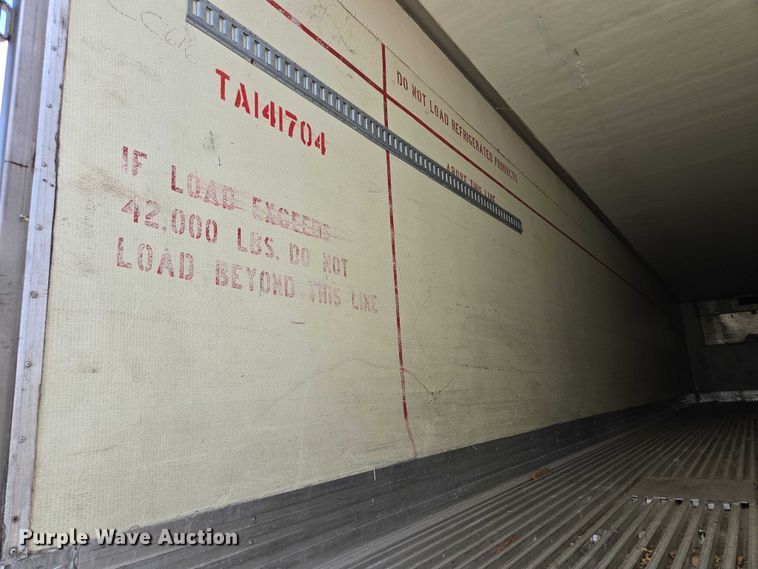 TA141704
IF LOAD EXCEEDS
42,000 LBS. DO NOT
LOAD BEYOND THIS LINE
DO NOT LOAD REFRIGERATED PRODUCTS
ABOVE THIS LINE
Purple Wave Auction